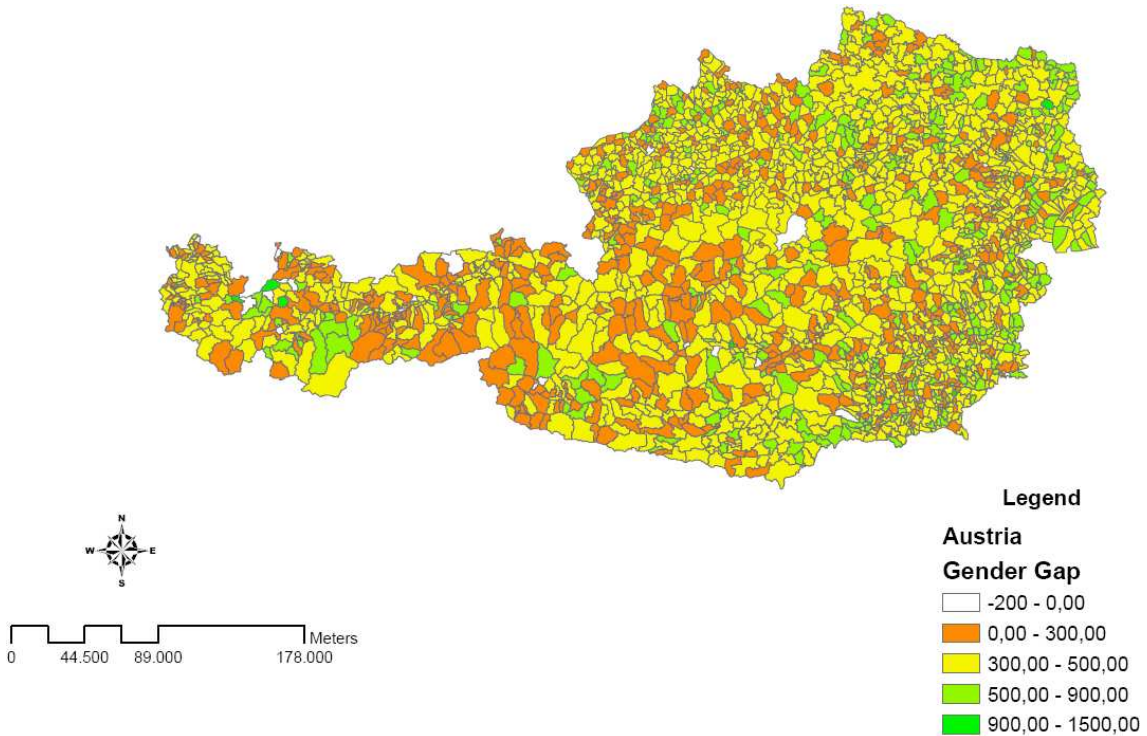 N
W E
S
Meters
0 44.500 89.000 178.000
Legend
Austria
Gender Gap
-200 - 0,00
0,00 - 300,00
300,00 - 500,00
500,00 - 900,00
900,00 - 1500,00